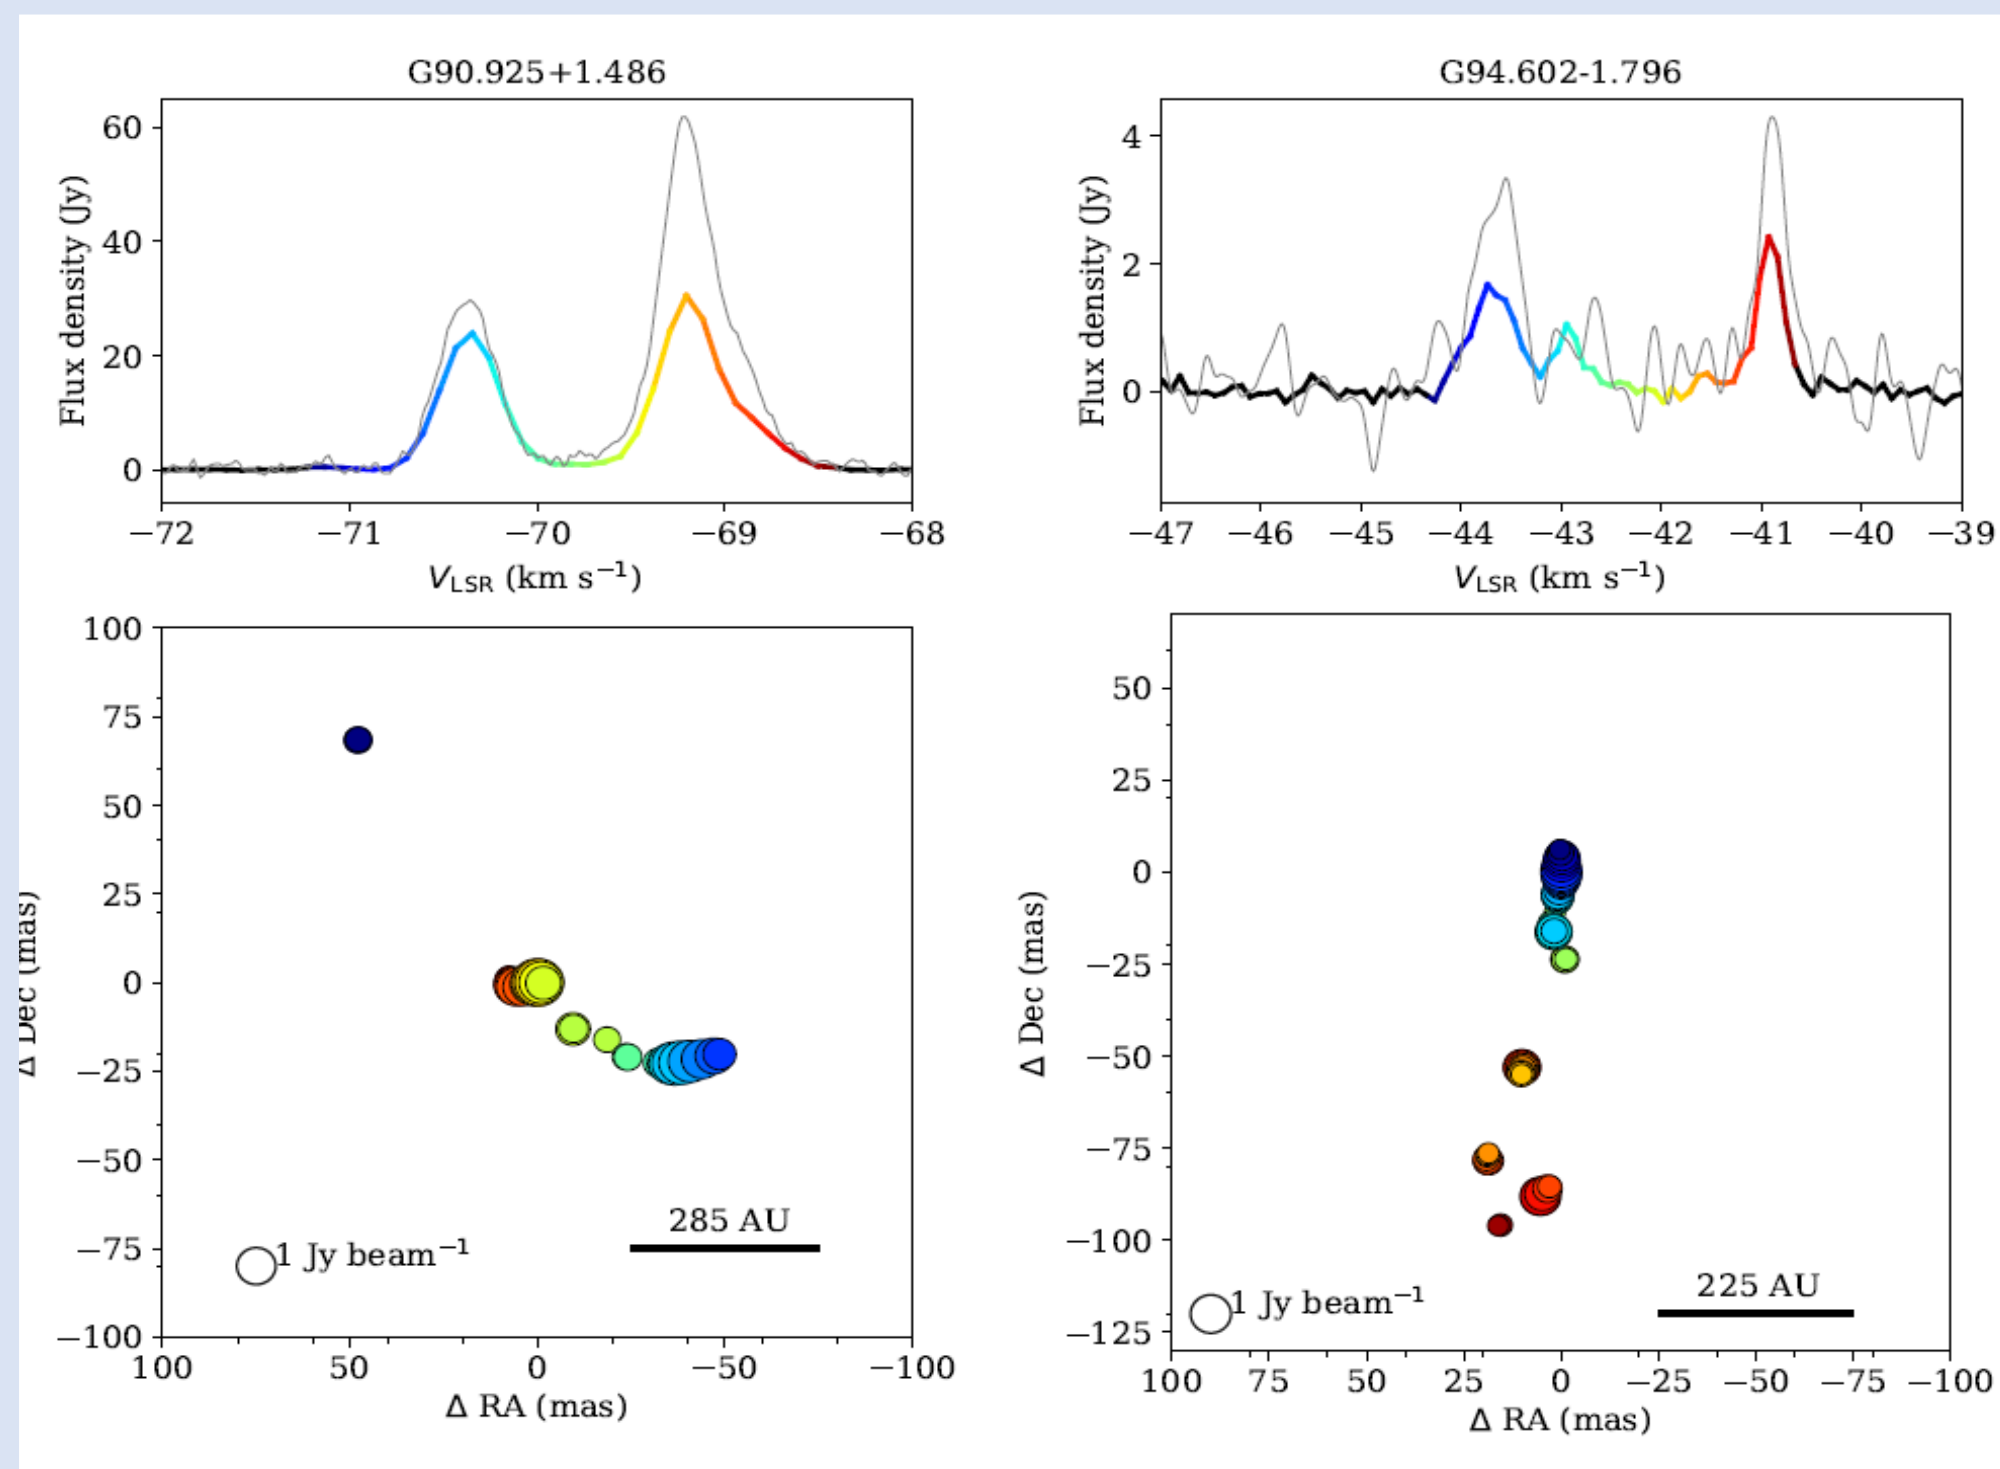 G90.925+1.486
60
40
20
0
Flux density (Jy)
−72 −71 −70 −69 −68
V_LSR (km s⁻¹)
G94.602-1.796
4
2
0
Flux density (Jy)
−47 −46 −45 −44 −43 −42 −41 −40 −39
V_LSR (km s⁻¹)
100
75
50
25
0
−25
−50
−75
−100
Δ Dec (mas)
285 AU
1 Jy beam⁻¹
100 50 0 −50 −100
Δ RA (mas)
50
25
0
−25
−50
−75
−100
−125
Δ Dec (mas)
225 AU
1 Jy beam⁻¹
100 75 50 25 0 −25 −50 −75 −100
Δ RA (mas)